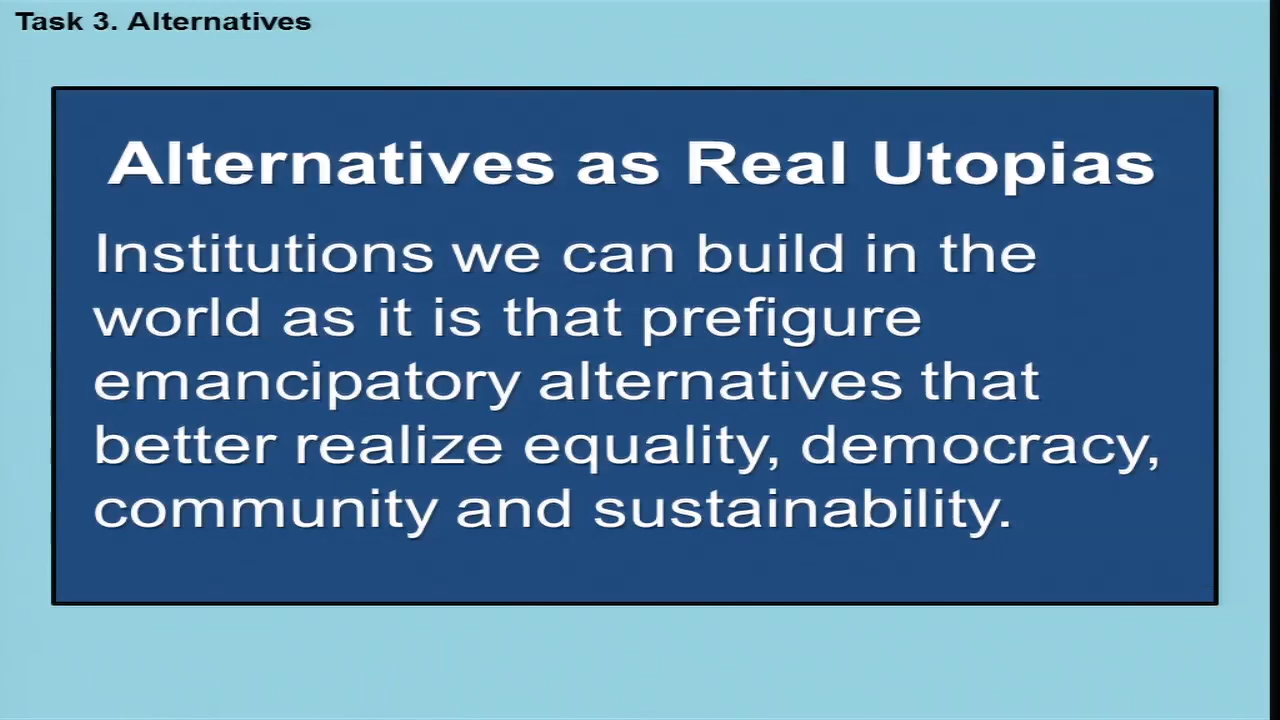 Task 3. Alternatives
Alternatives as Real Utopias
Institutions we can build in the
world as it is that prefigure
emancipatory alternatives that
better realize equality, democracy,
community and sustainability.